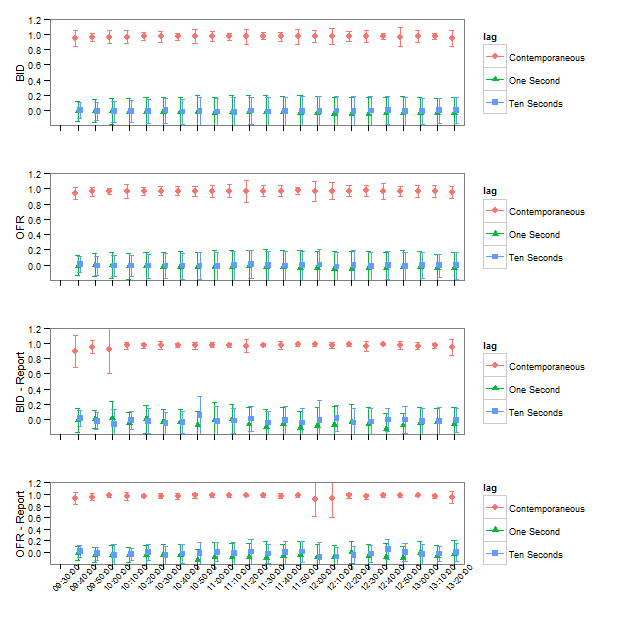 BID
1.2
1.0
0.8
0.6
0.4
0.2
0.0
lag
Contemporaneous
One Second
Ten Seconds
OFR
1.2
1.0
0.8
0.6
0.4
0.2
0.0
lag
Contemporaneous
One Second
Ten Seconds
BID - Report
1.2
1.0
0.8
0.6
0.4
0.2
0.0
lag
Contemporaneous
One Second
Ten Seconds
OFR - Report
1.2
1.0
0.8
0.6
0.4
0.2
0.0
lag
Contemporaneous
One Second
Ten Seconds
09:30:00
09:40:00
09:50:00
10:00:00
10:10:00
10:20:00
10:30:00
10:40:00
10:50:00
11:00:00
11:10:00
11:20:00
11:30:00
11:40:00
11:50:00
12:00:00
12:10:00
12:20:00
12:30:00
12:40:00
12:50:00
13:00:00
13:10:00
13:20:00